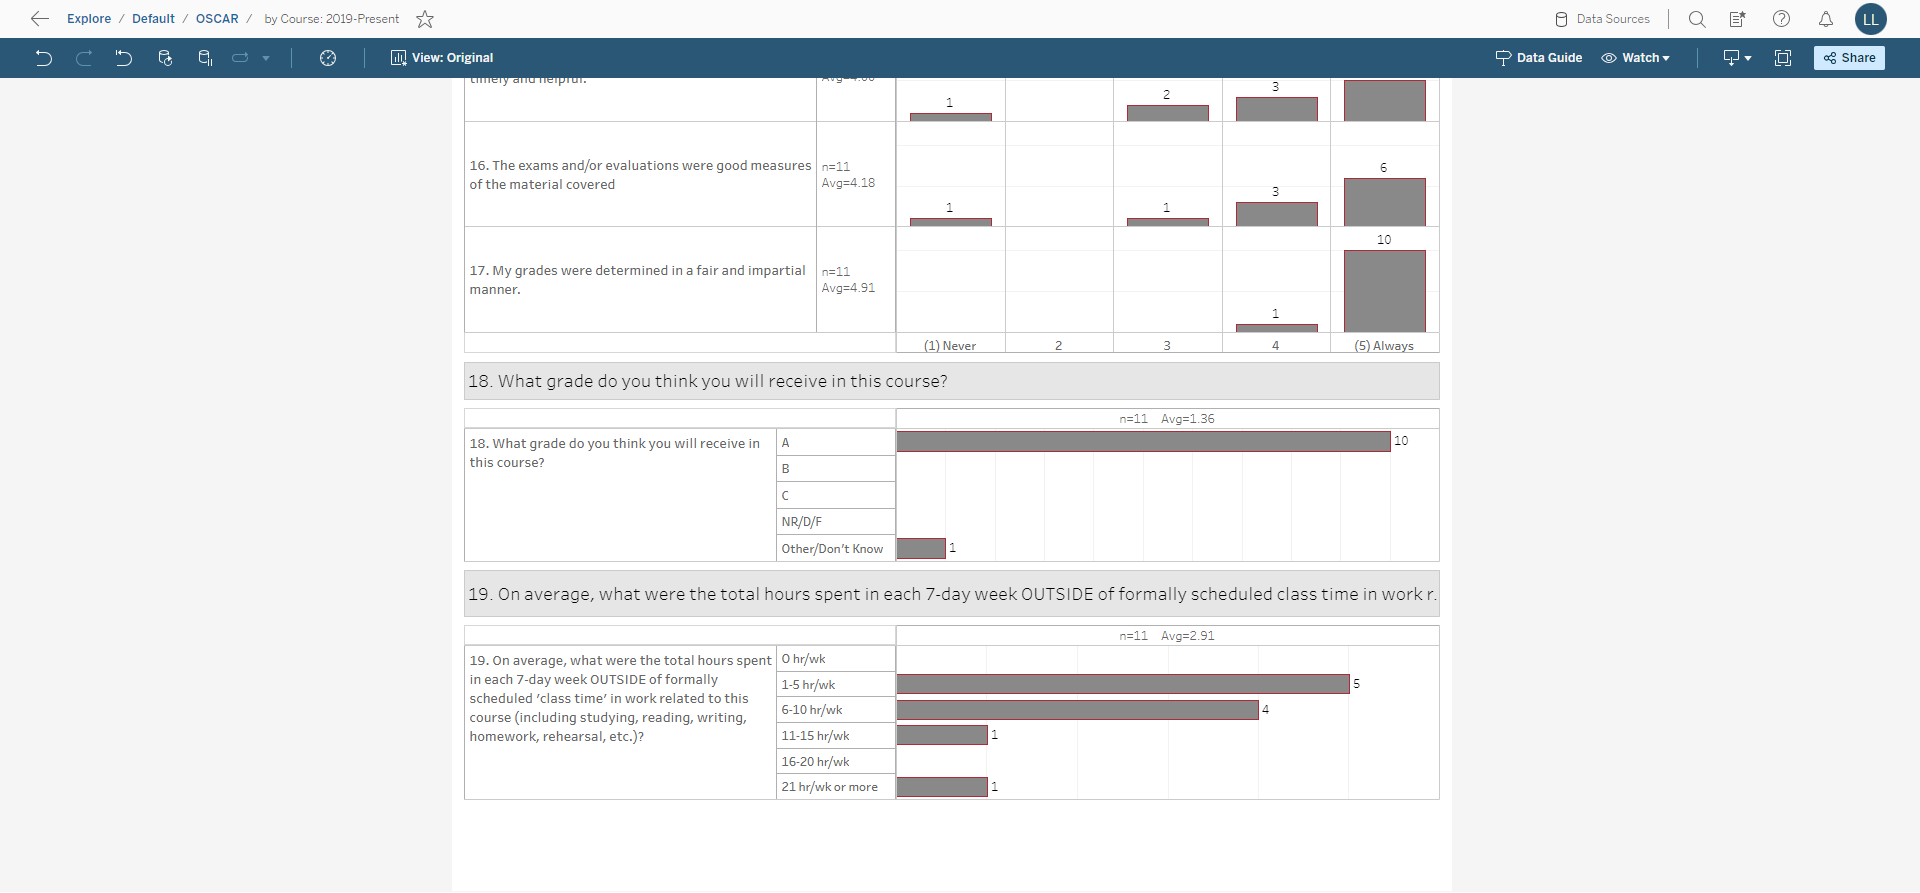 Explore / Default / OSCAR / by Course: 2019-Present
Data Sources
LL
View: Original
Data Guide
Watch
Share
timely and helpful.
Avg=4.00
1
2
3
16. The exams and/or evaluations were good measures
of the material covered
n=11
Avg=4.18
1
1
3
6
17. My grades were determined in a fair and impartial
manner.
n=11
Avg=4.91
1
10
(1) Never
2
3
4
(5) Always
18. What grade do you think you will receive in this course?
n=11 Avg=1.36
18. What grade do you think you will receive in
this course?
A
10
B
C
NR/D/F
Other/Don't Know
1
19. On average, what were the total hours spent in each 7-day week OUTSIDE of formally scheduled class time in work r.
n=11 Avg=2.91
19. On average, what were the total hours spent
in each 7-day week OUTSIDE of formally
scheduled 'class time' in work related to this
course (including studying, reading, writing,
homework, rehearsal, etc.)?
0 hr/wk
1-5 hr/wk
5
6-10 hr/wk
4
11-15 hr/wk
1
16-20 hr/wk
21 hr/wk or more
1